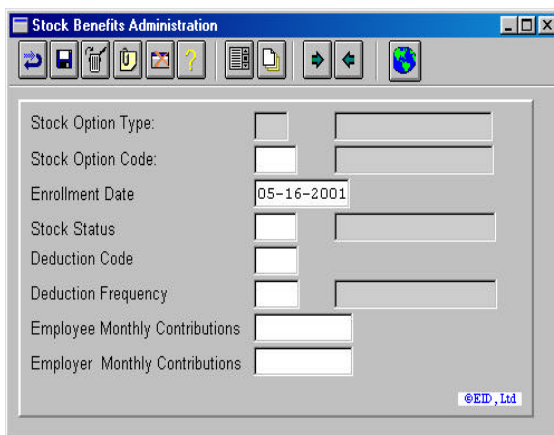 Stock Benefits Administration
Stock Option Type:
Stock Option Code:
Enrollment Date 05-16-2001
Stock Status
Deduction Code
Deduction Frequency
Employee Monthly Contributions
Employer Monthly Contributions
©EID, Ltd